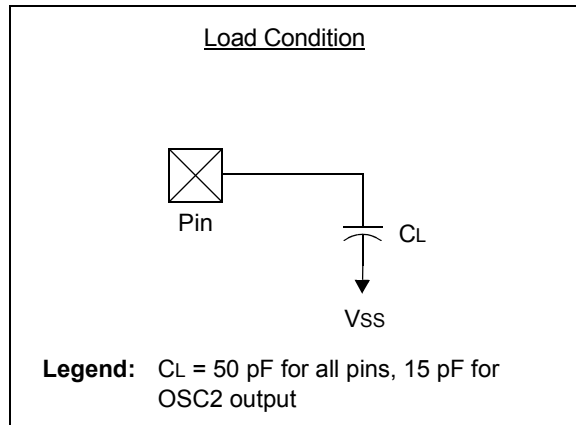 Load Condition
Pin
CL
VSS
Legend: CL = 50 pF for all pins, 15 pF for
OSC2 output